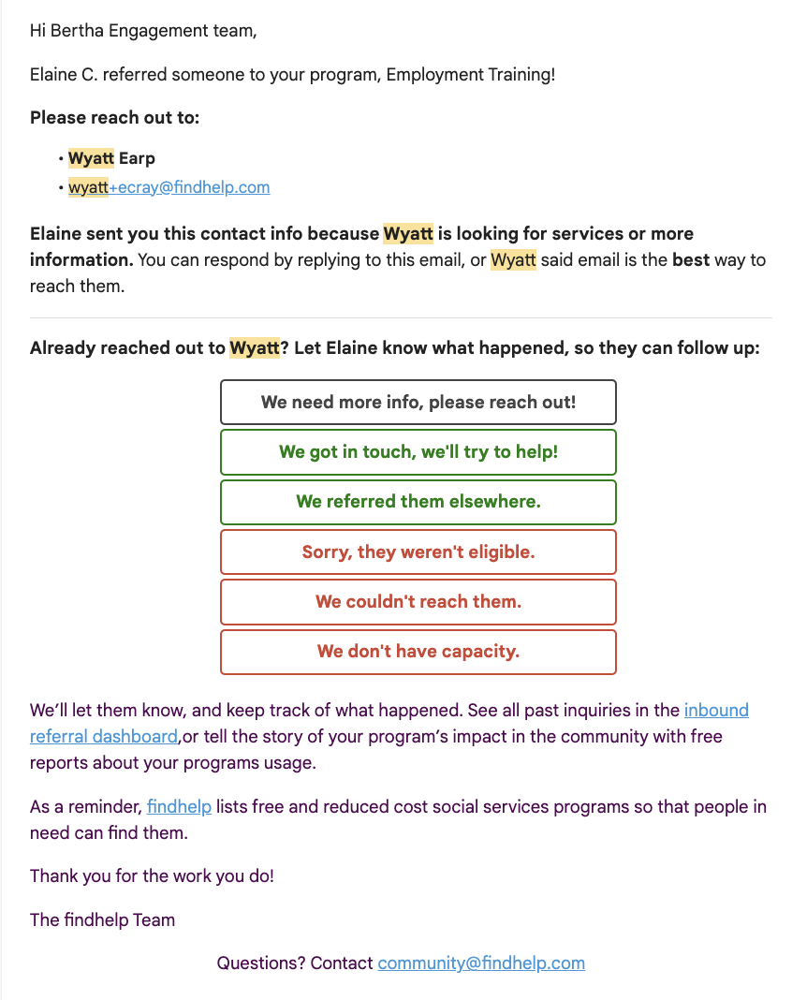 Hi Bertha Engagement team,
Elaine C. referred someone to your program, Employment Training!
Please reach out to:
• Wyatt Earp
• wyatt+ecray@findhelp.com
Elaine sent you this contact info because Wyatt is looking for services or more
information. You can respond by replying to this email, or Wyatt said email is the best way to
reach them.
Already reached out to Wyatt? Let Elaine know what happened, so they can follow up:
We need more info, please reach out!
We got in touch, we'll try to help!
We referred them elsewhere.
Sorry, they weren't eligible.
We couldn't reach them.
We don't have capacity.
We’ll let them know, and keep track of what happened. See all past inquiries in the inbound
referral dashboard,or tell the story of your program’s impact in the community with free
reports about your programs usage.
As a reminder, findhelp lists free and reduced cost social services programs so that people in
need can find them.
Thank you for the work you do!
The findhelp Team
Questions? Contact community@findhelp.com